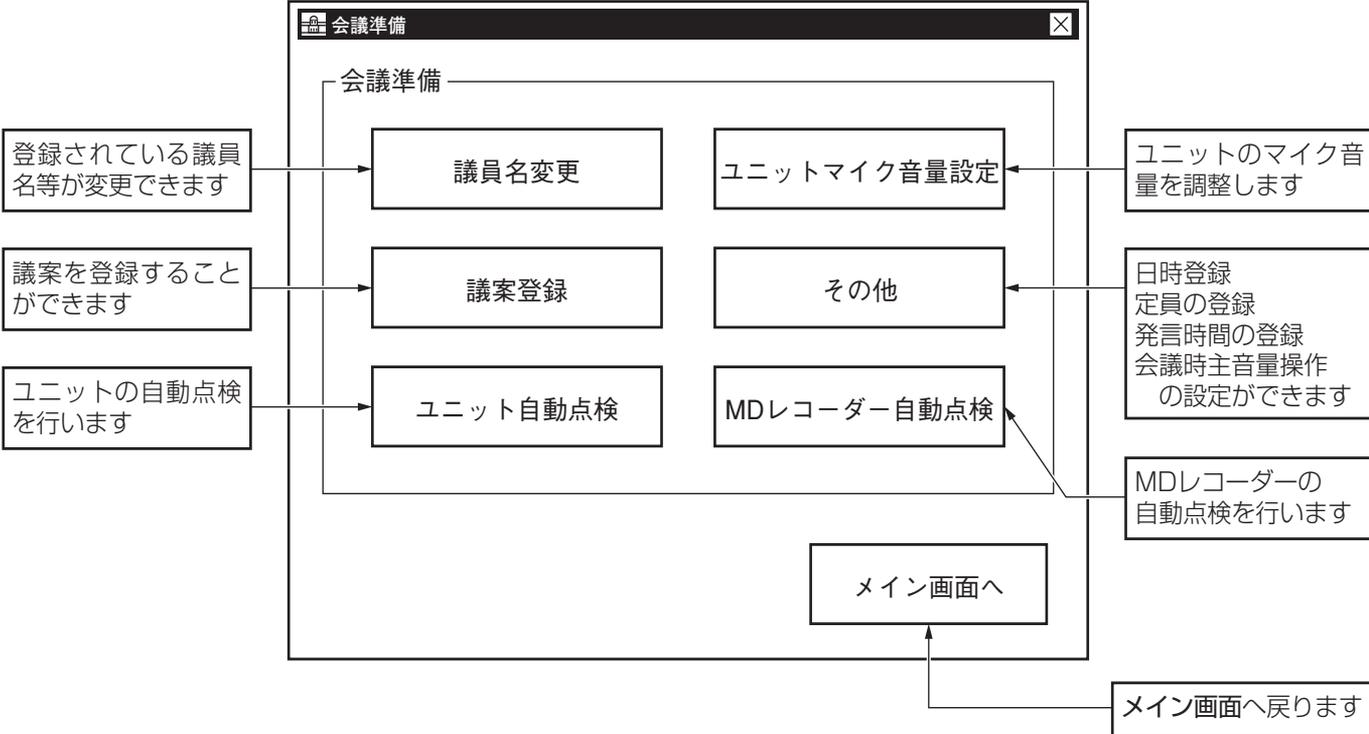 会議準備
会議準備
登録されている議員
名等が変更できます
議員名変更
ユニットマイク音量設定
ユニットのマイク音
量を調整します
議案を登録すること
ができます
議案登録
その他
日時登録
定員の登録
発言時間の登録
会議時主音量操作
の設定ができます
ユニットの自動点検
を行います
ユニット自動点検
MDレコーダー自動点検
MDレコーダーの
自動点検を行います
メイン画面へ
メイン画面へ戻ります